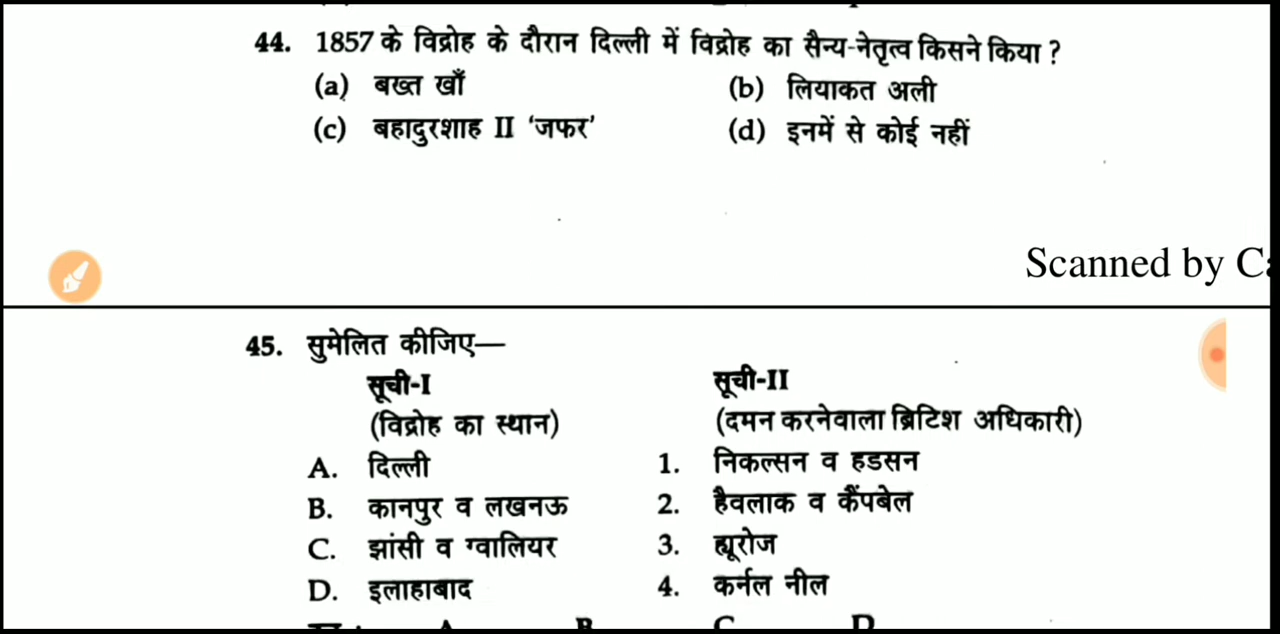 44. 1857 के विद्रोह के दौरान दिल्ली में विद्रोह का सैन्य-नेतृत्व किसने किया ?
(a) बख्त खाँ (b) लियाकत अली
(c) बहादुरशाह II 'जफर' (d) इनमें से कोई नहीं
Scanned by
45. सुमेलित कीजिए—
सूची-I सूची-II
(विद्रोह का स्थान) (दमन करनेवाला ब्रिटिश अधिकारी)
A. दिल्ली 1. निकल्सन व हडसन
B. कानपुर व लखनऊ 2. हैवलाक व कैंपबेल
C. झांसी व ग्वालियर 3. ह्यूरोज
D. इलाहाबाद 4. कर्नल नील